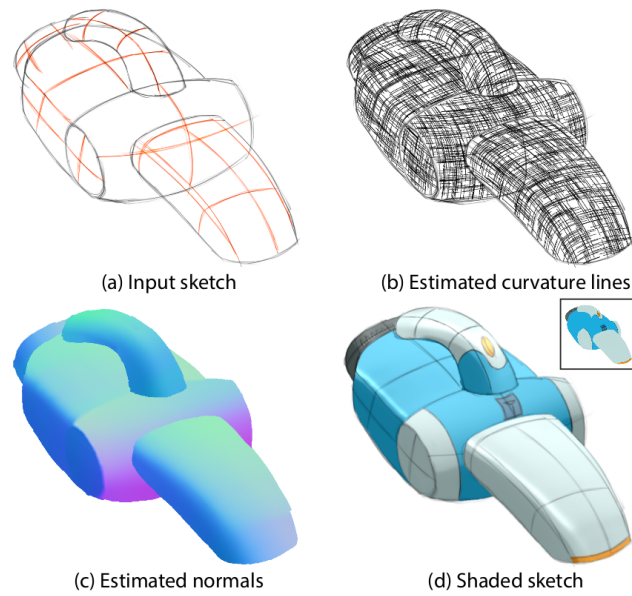 (a) Input sketch
(b) Estimated curvature lines
(c) Estimated normals
(d) Shaded sketch